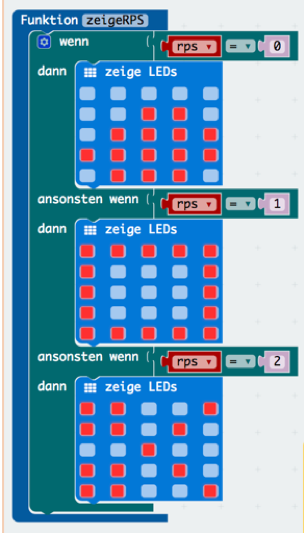 Funktion zeigeRPS
wenn rps = 0
dann zeige LEDs
ansonsten wenn rps = 1
dann zeige LEDs
ansonsten wenn rps = 2
dann zeige LEDs